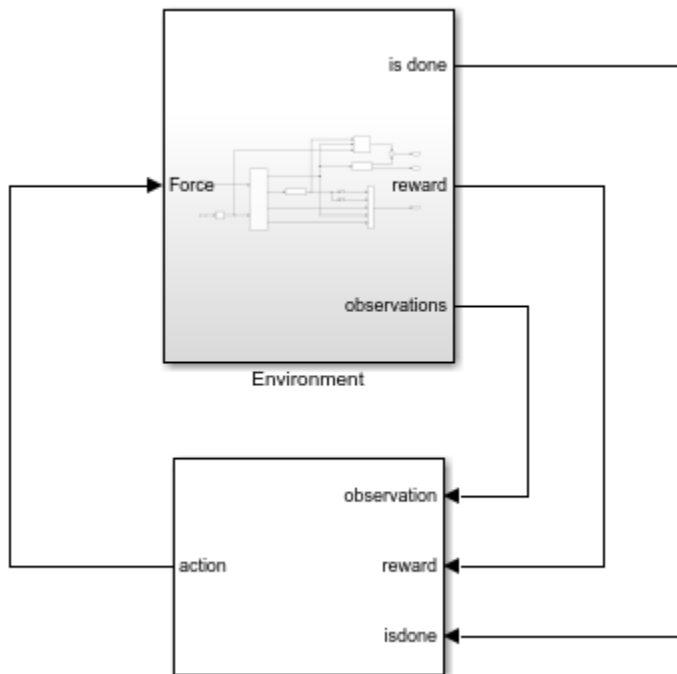 is done
Force
reward
observations
Environment
observation
action
reward
isdone